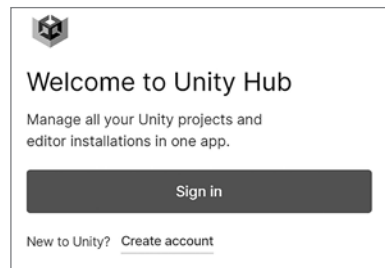 Welcome to Unity Hub
Manage all your Unity projects and
editor installations in one app.
Sign in
New to Unity? Create account